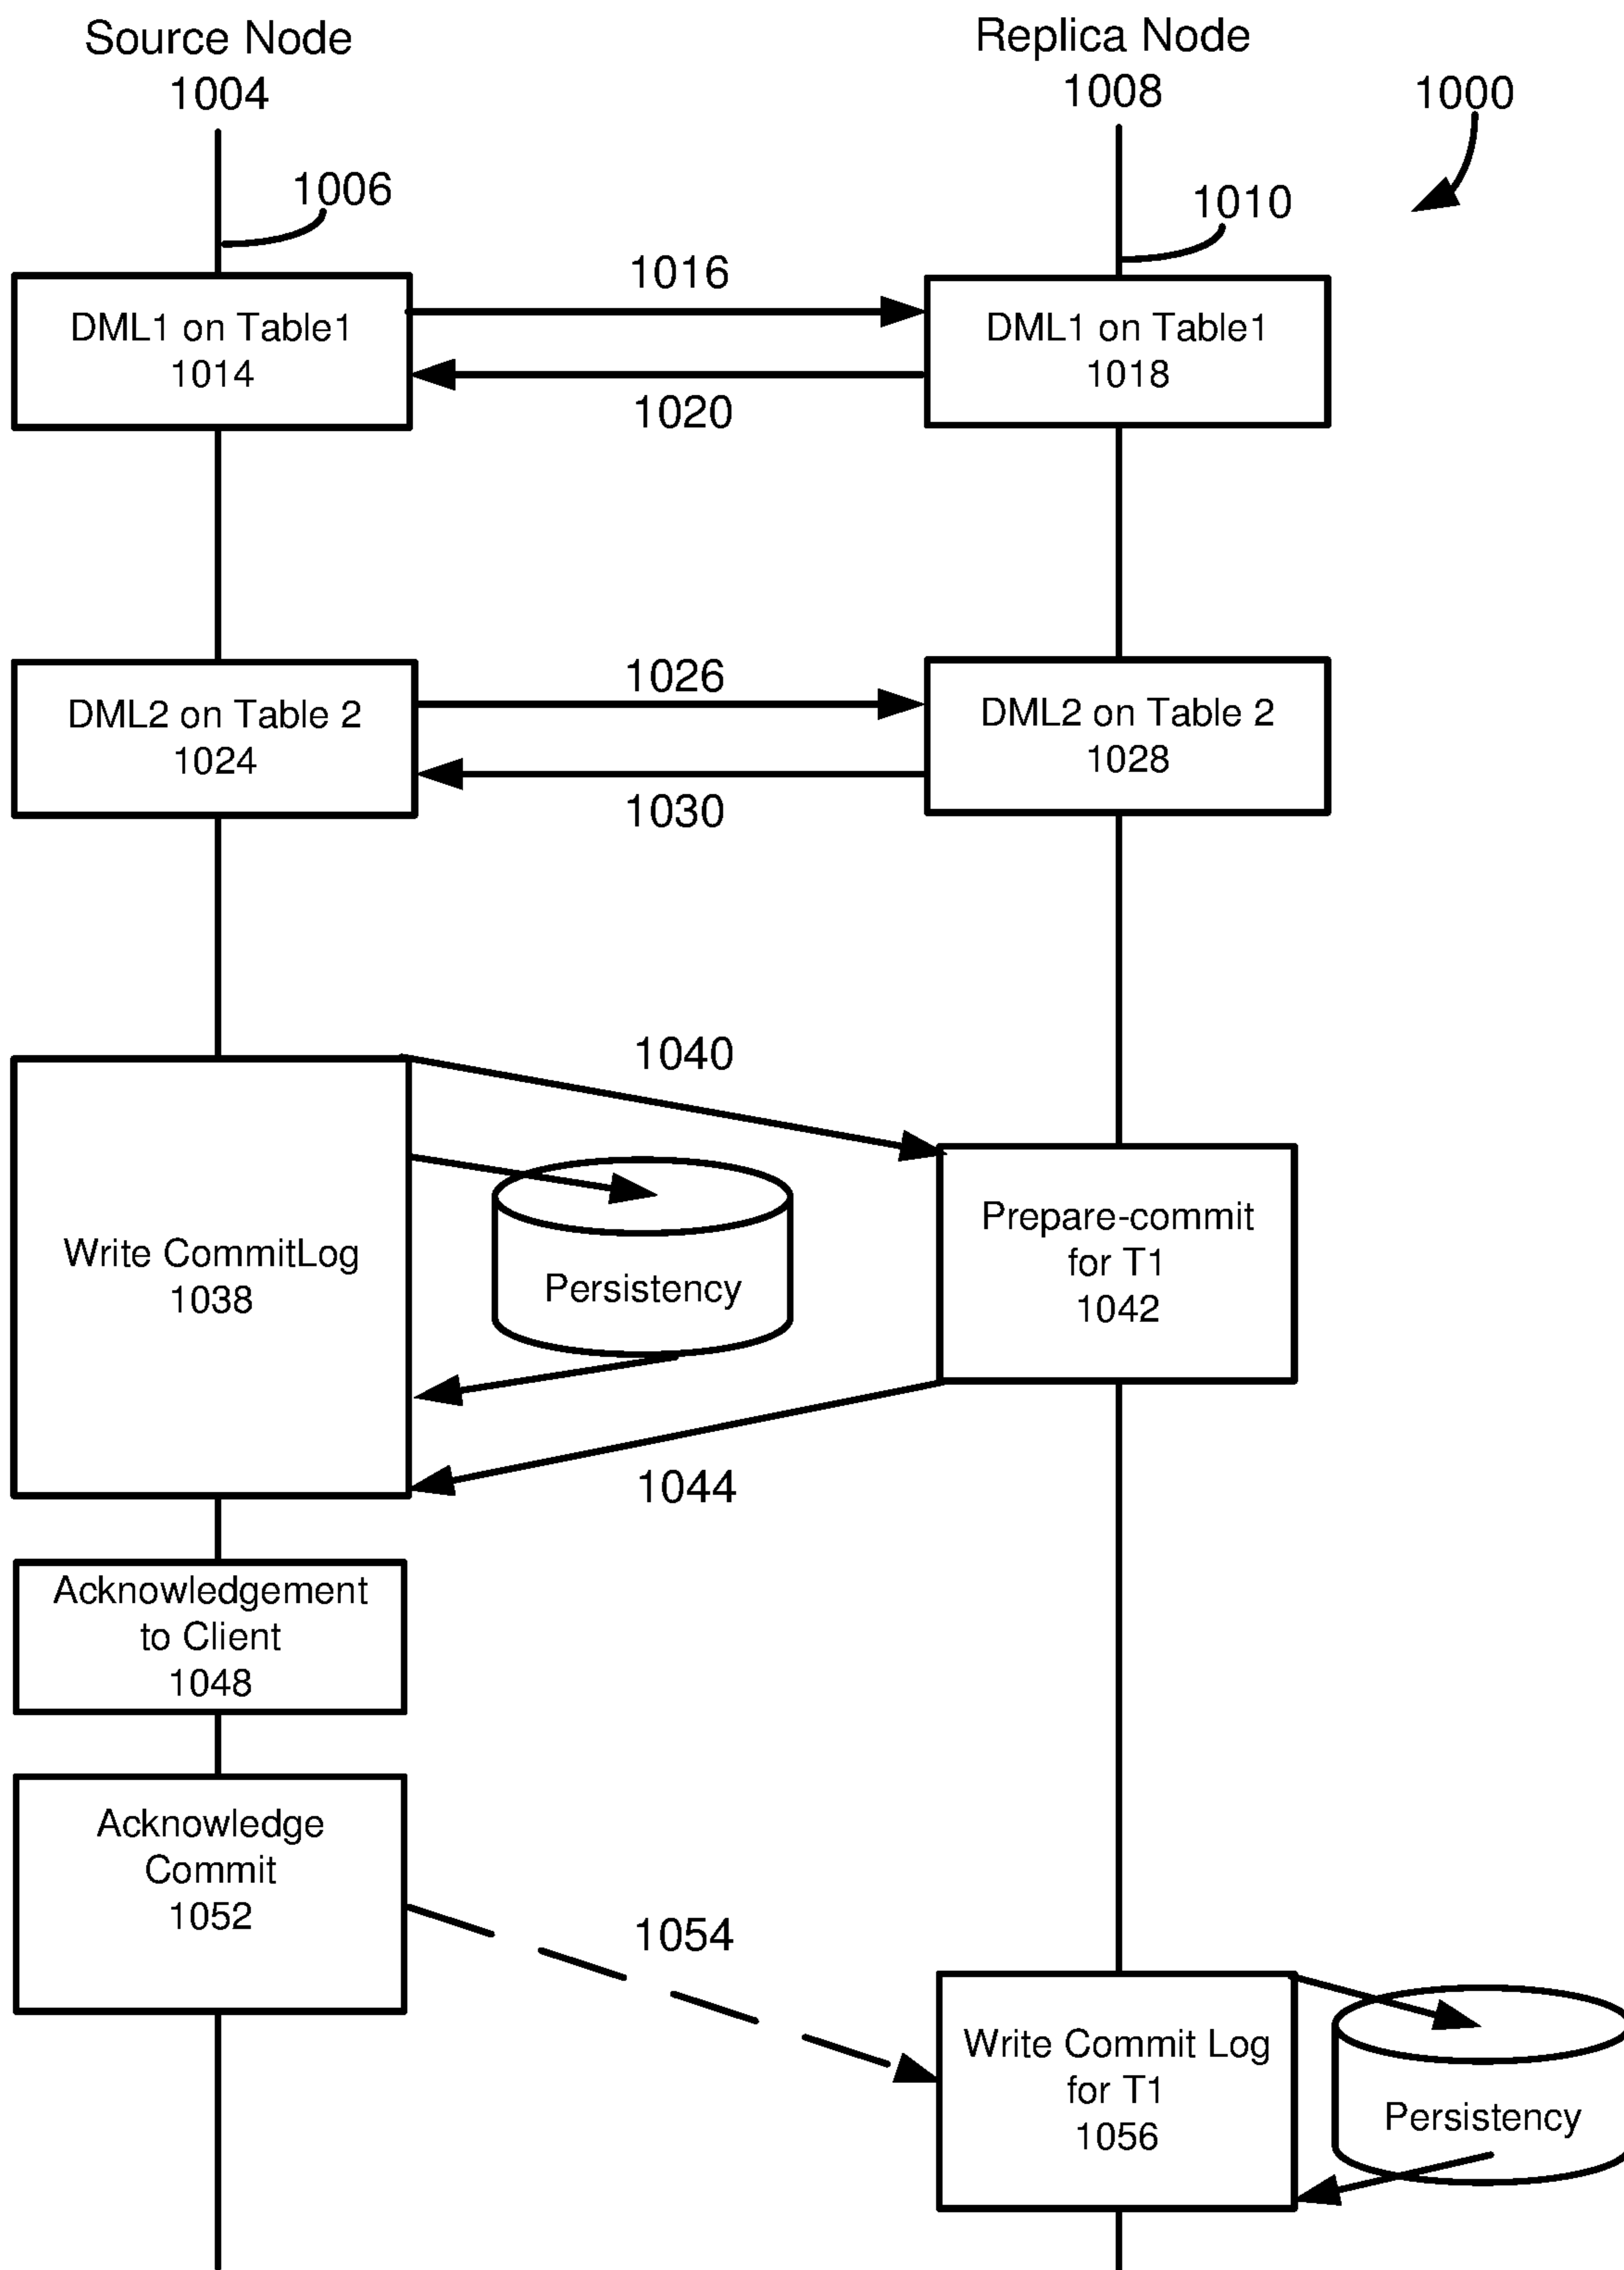 Source Node
1004
Replica Node
1008
1000
1006
1010
DML1 on Table1
1014
1016
1020
DML1 on Table1
1018
DML2 on Table 2
1024
1026
1030
DML2 on Table 2
1028
Write CommitLog
1038
1040
Persistency
1044
Prepare-commit
for T1
1042
Acknowledgement
to Client
1048
Acknowledge
Commit
1052
1054
Write Commit Log
for T1
1056
Persistency